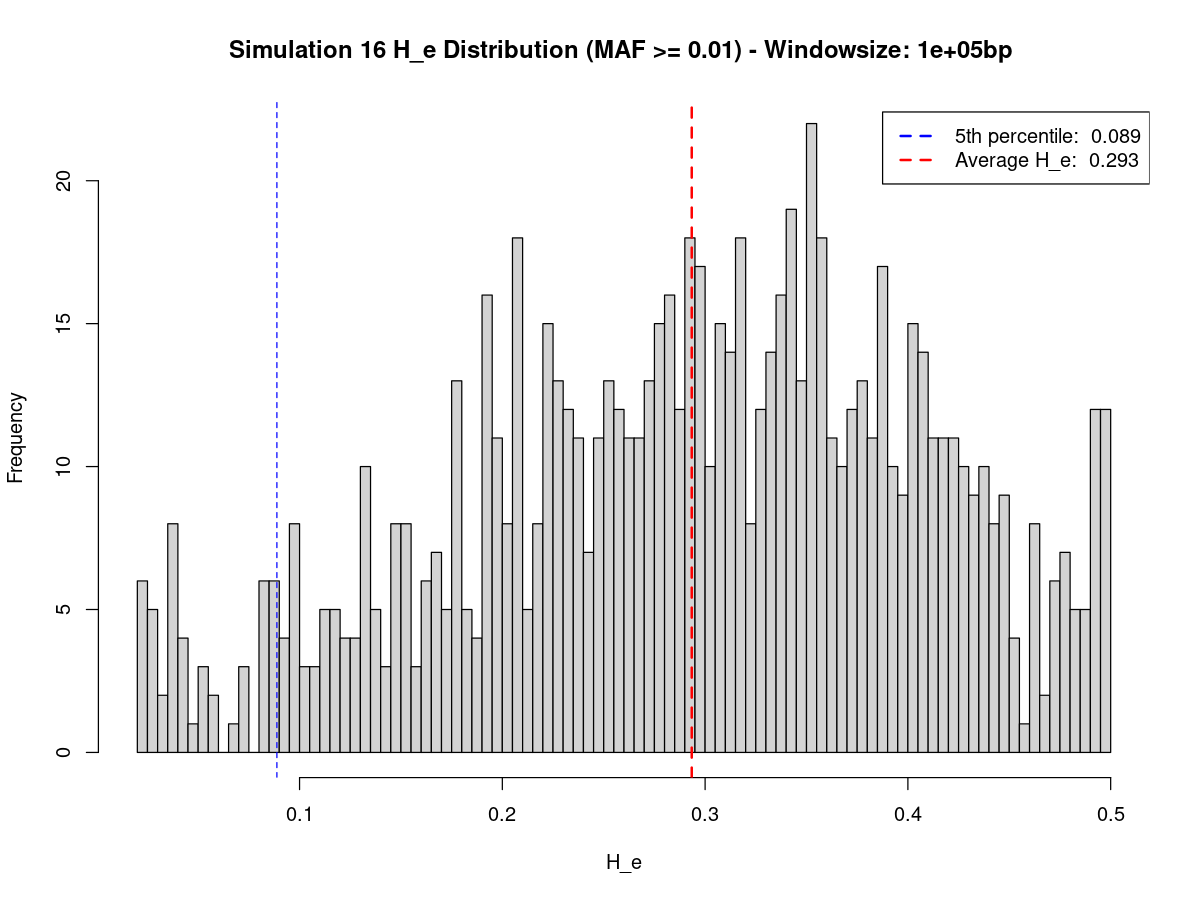 Simulation 16 H_e Distribution (MAF >= 0.01) - Windowsize: 1e+05bp
5th percentile: 0.089
Average H_e: 0.293
Frequency
20
15
10
5
0
0.1 0.2 0.3 0.4 0.5
H_e